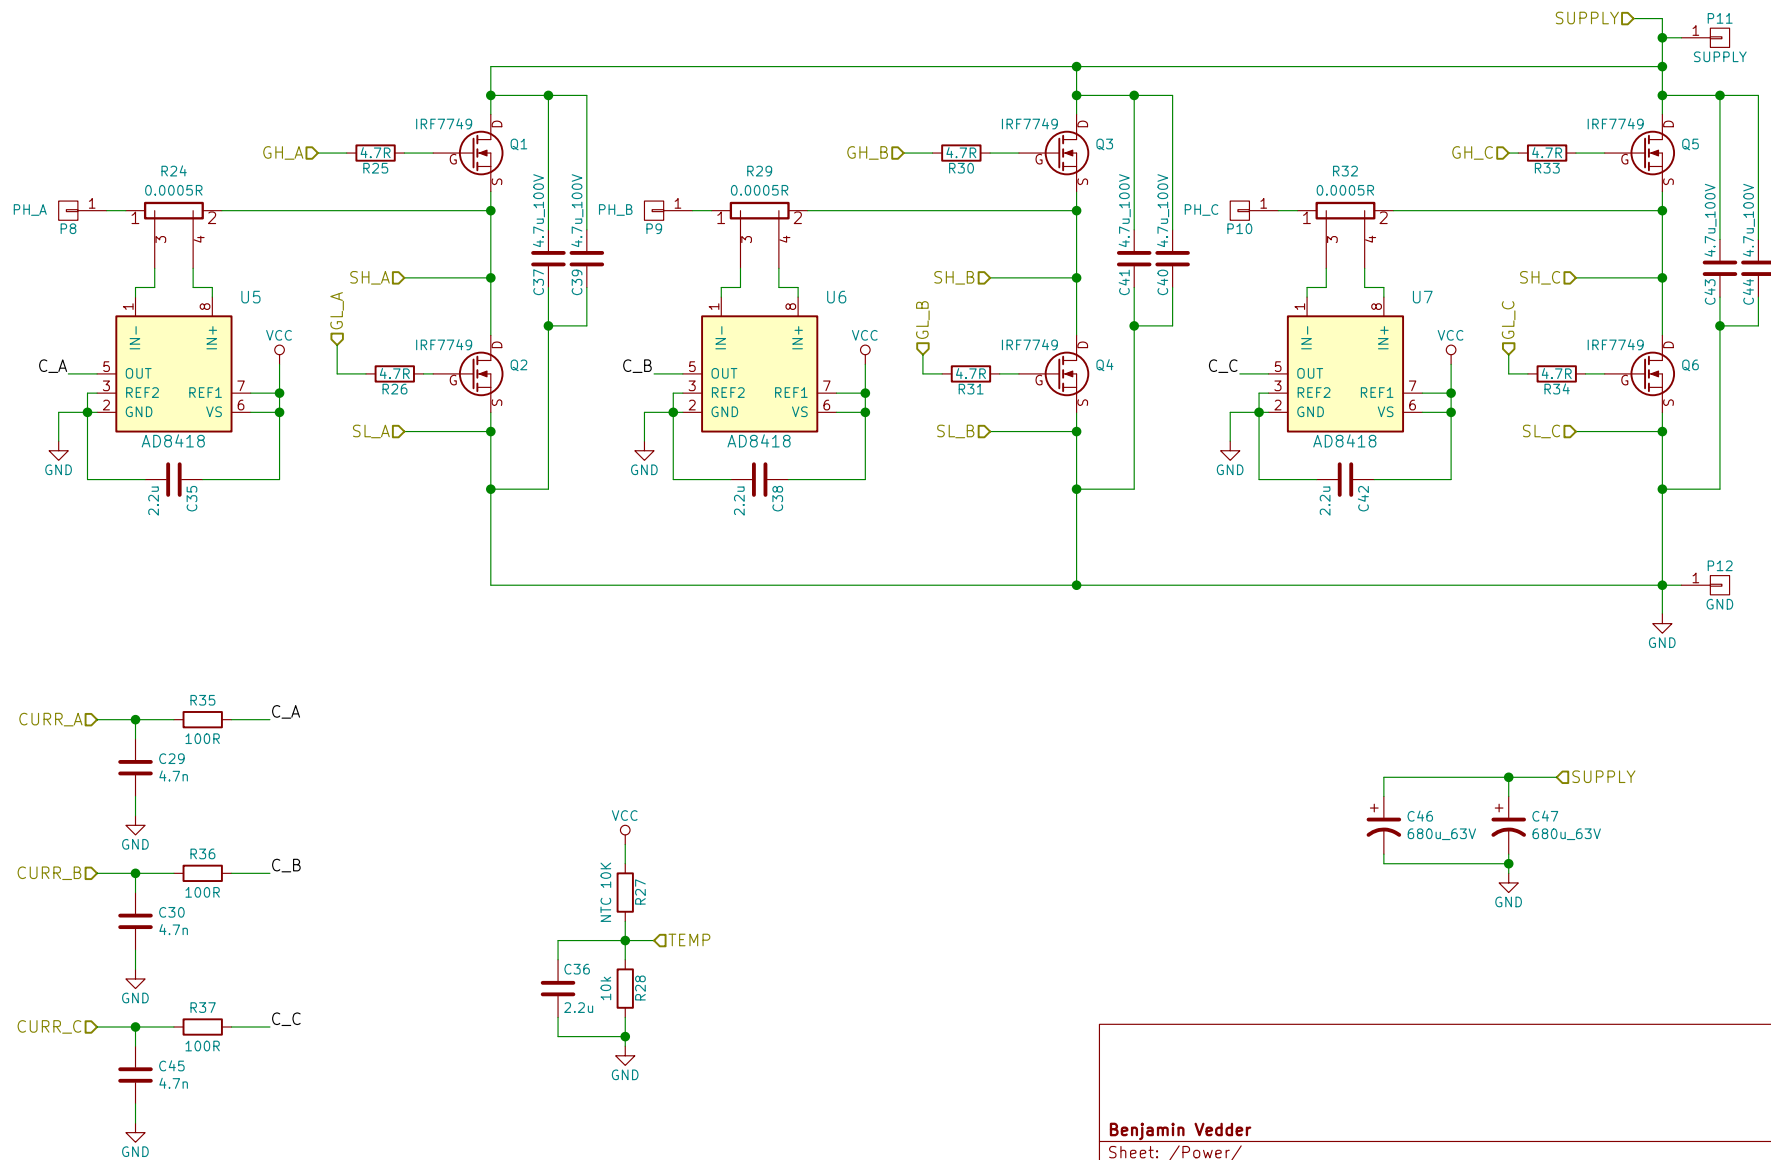 SUPPLY
P11
1
SUPPLY
IRF7749
D
Q1
G
S
GH_A
4.7R
R25
R24
0.0005R
PH_A
1
P8
1
2
3
4
SH_A
4.7u_100V
C37
4.7u_100V
C39
GL_A
U5
1
8
IN-
IN+
VCC
C_A
5
OUT
3
REF2
REF1
7
2
GND
VS
6
AD8418
GND
2.2u
C35
IRF7749
D
Q2
G
S
4.7R
R26
SL_A
IRF7749
D
Q3
G
S
GH_B
4.7R
R30
R29
0.0005R
PH_B
1
P9
1
2
3
4
SH_B
4.7u_100V
C41
4.7u_100V
C40
GL_B
U6
1
8
IN-
IN+
VCC
C_B
5
OUT
3
REF2
REF1
7
2
GND
VS
6
AD8418
GND
2.2u
C38
IRF7749
D
Q4
G
S
4.7R
R31
SL_B
IRF7749
D
Q5
G
S
GH_C
4.7R
R33
R32
0.0005R
PH_C
1
P10
1
2
3
4
SH_C
4.7u_100V
C43
4.7u_100V
C44
GL_C
U7
1
8
IN-
IN+
VCC
C_C
5
OUT
3
REF2
REF1
7
2
GND
VS
6
AD8418
GND
2.2u
C42
IRF7749
D
Q6
G
S
4.7R
R34
SL_C
P12
1
GND
GND
CURR_A
R35
100R
C_A
C29
4.7n
GND
CURR_B
R36
100R
C_B
C30
4.7n
GND
CURR_C
R37
100R
C_C
C45
4.7n
GND
VCC
NTC 10K
R27
TEMP
C36
2.2u
10k
R28
GND
SUPPLY
+
C46
680u_63V
+
C47
680u_63V
GND
Benjamin Vedder
Sheet: /Power/